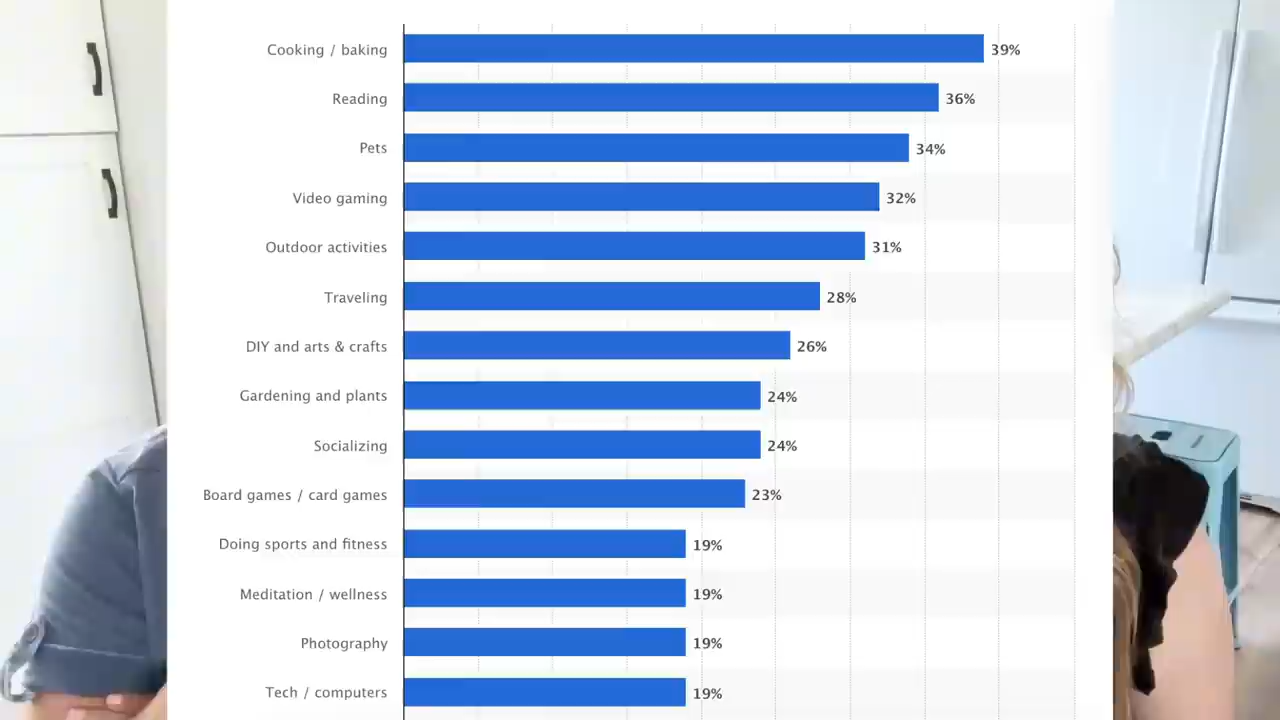 Cooking / baking 39%
Reading 36%
Pets 34%
Video gaming 32%
Outdoor activities 31%
Traveling 28%
DIY and arts & crafts 26%
Gardening and plants 24%
Socializing 24%
Board games / card games 23%
Doing sports and fitness 19%
Meditation / wellness 19%
Photography 19%
Tech / computers 19%